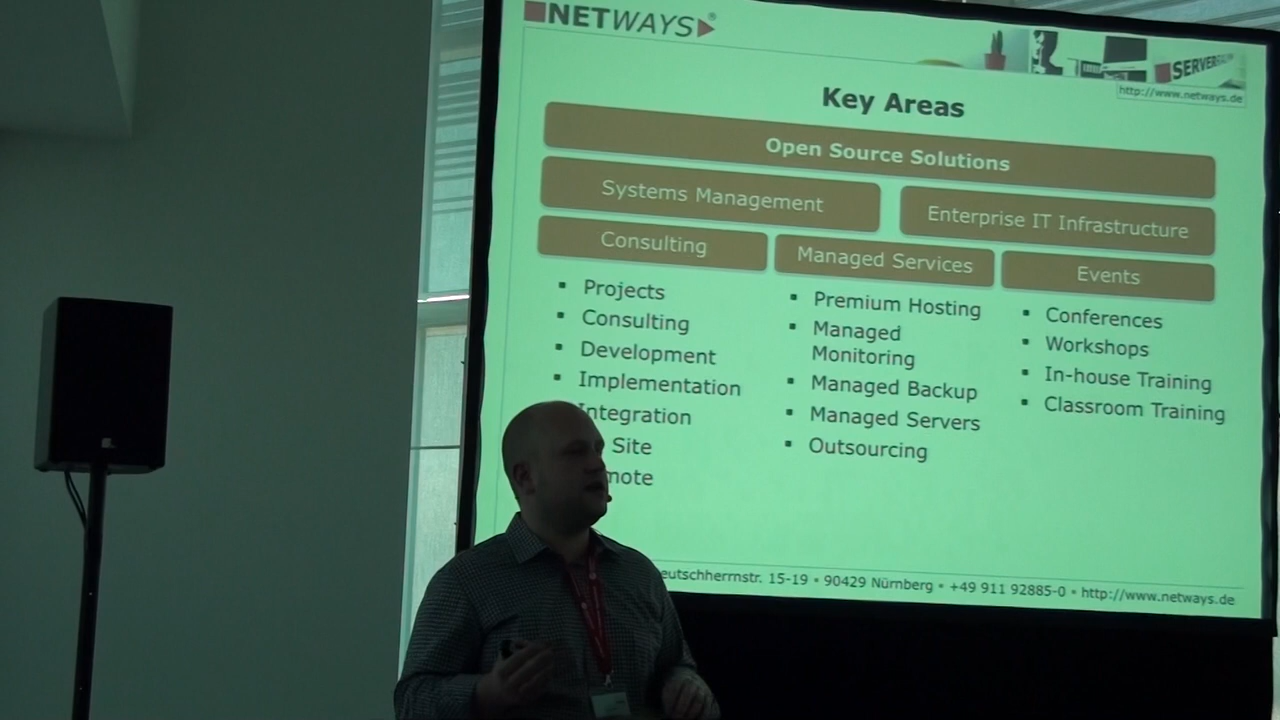 NETWAYS®
SERVER
http://www.netways.de
Key Areas
Open Source Solutions
Systems Management
Enterprise IT Infrastructure
Consulting
Managed Services
Events
Projects
Consulting
Development
Implementation
Integration
Site
Premium Hosting
Managed
Monitoring
Managed Backup
Managed Servers
Outsourcing
Conferences
Workshops
In-house Training
Classroom Training
eutschherrnstr. 15-19 • 90429 Nürnberg • +49 911 92885-0 • http://www.netways.de